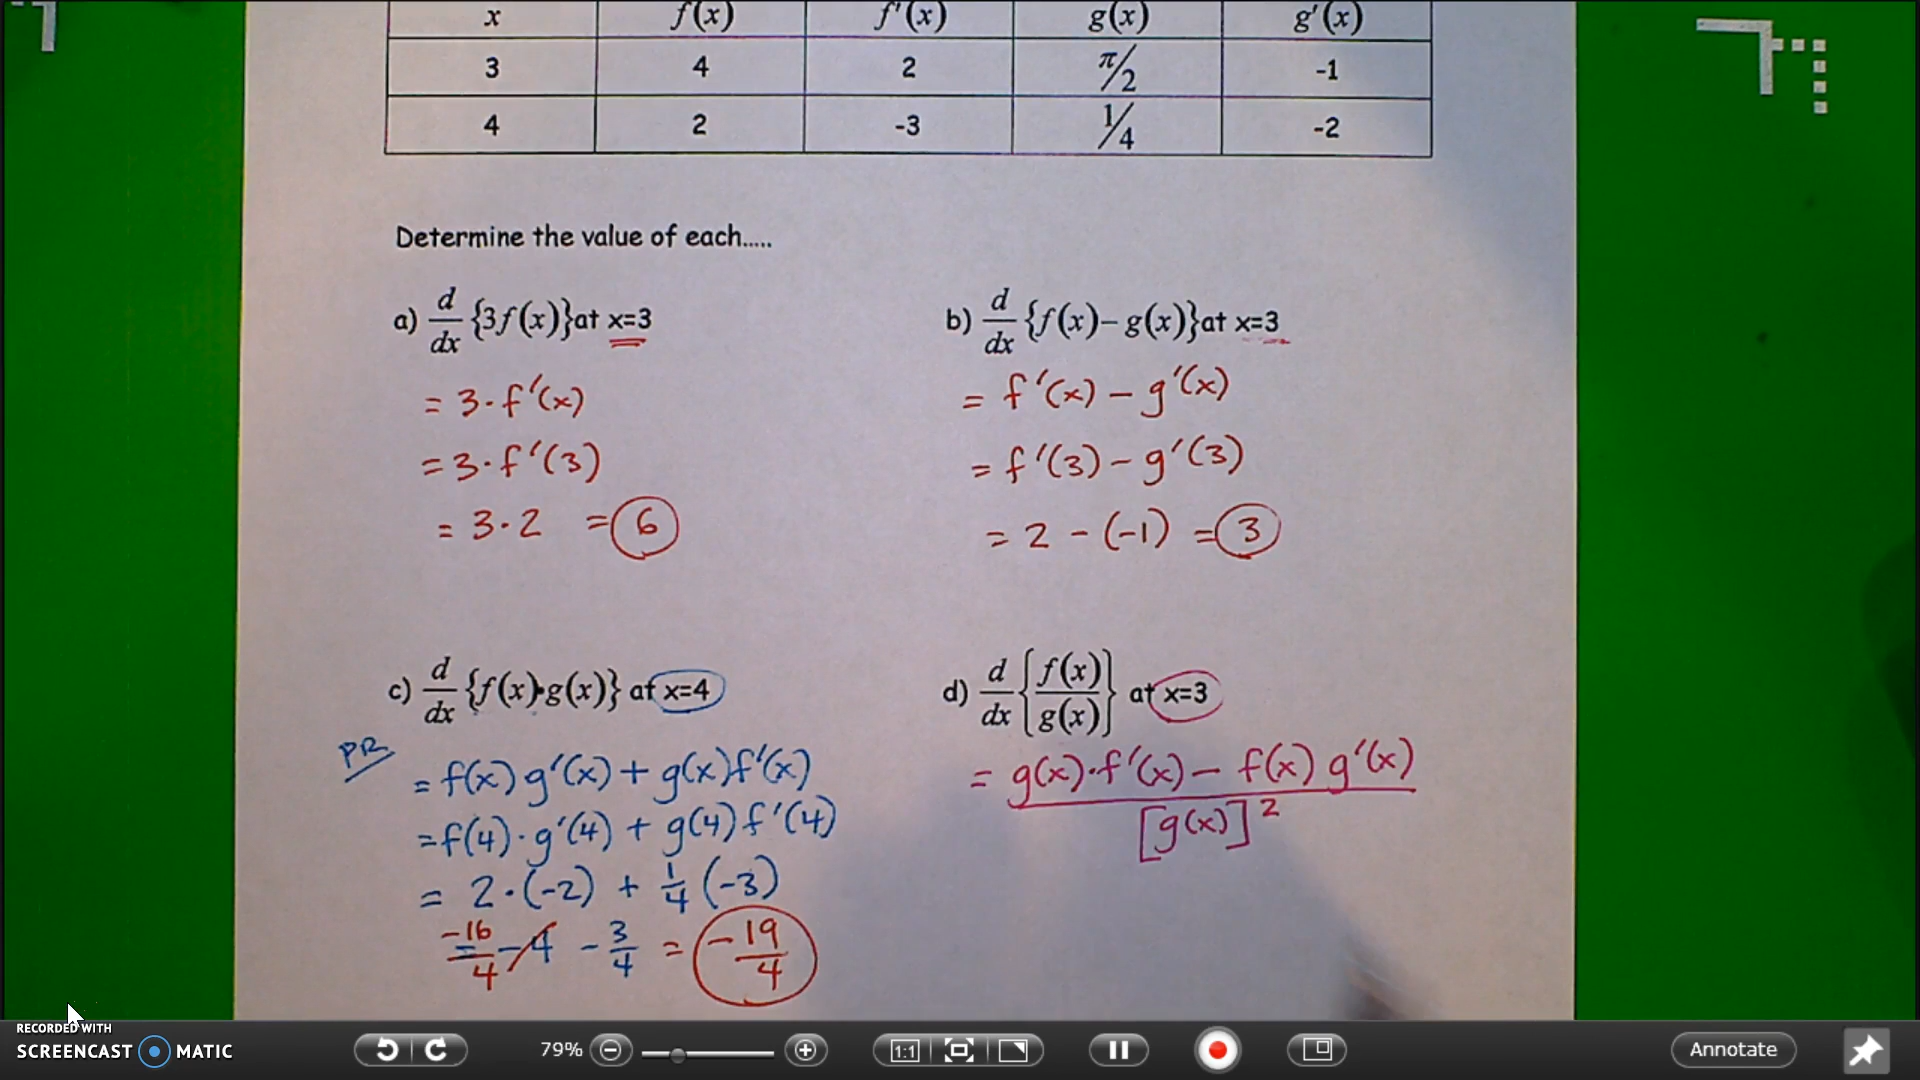 x f(x) f'(x) g(x) g'(x)
3 4 2 π/2 -1
4 2 -3 1/4 -2
Determine the value of each.....
a) d/dx {3f(x)} at x=3
= 3·f'(x)
= 3·f'(3)
= 3·2 = 6
b) d/dx {f(x)-g(x)} at x=3
= f'(x) - g'(x)
= f'(3) - g'(3)
= 2 - (-1) = 3
c) d/dx {f(x)·g(x)} at x=4
PR
= f(x) g'(x) + g(x) f'(x)
= f(4)·g'(4) + g(4) f'(4)
= 2·(-2) + 1/4 (-3)
= -16/4 -4 - 3/4 = -19/4
d) d/dx {f(x)/g(x)} at x=3
= g(x)·f'(x) - f(x) g'(x)
[g(x)]²
RECORDED WITH
SCREENCAST MATIC
79%
1:1
Annotate